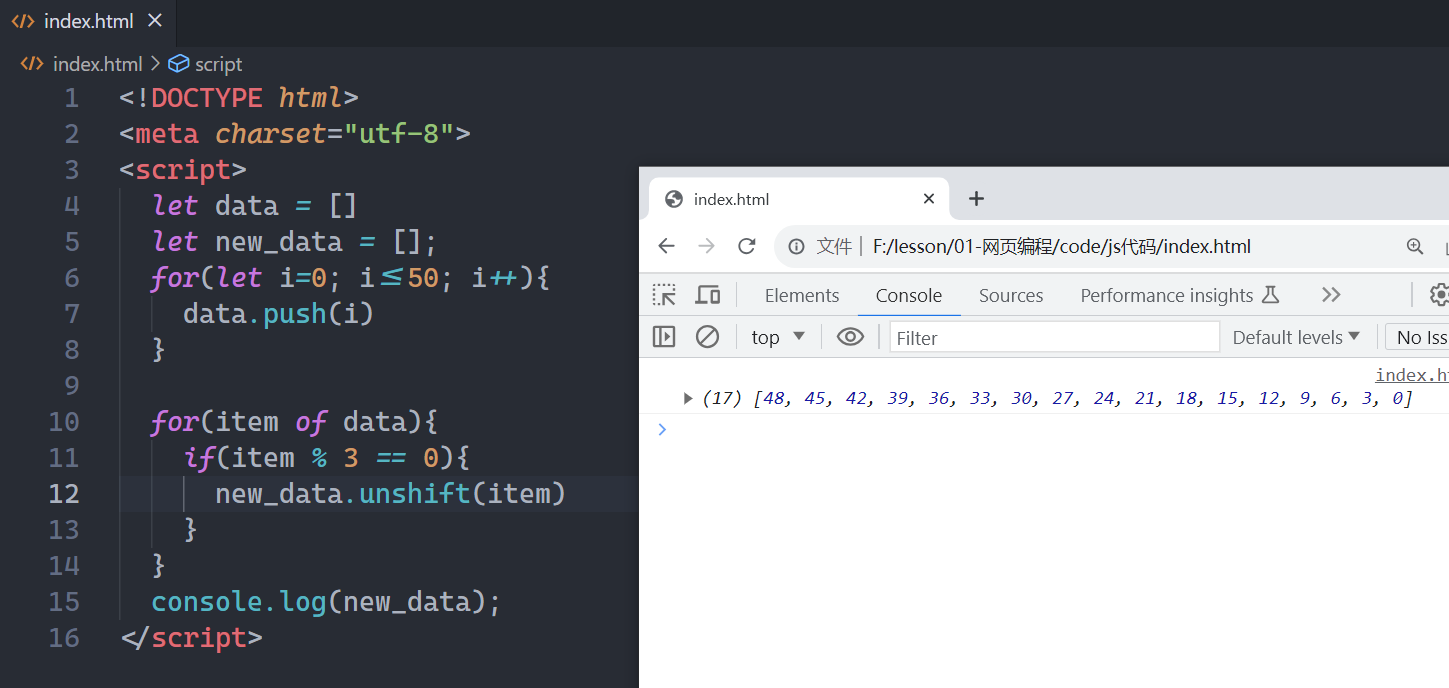 index.html
index.html > script
1 <!DOCTYPE html>
2 <meta charset="utf-8">
3 <script>
4 let data = []
5 let new_data = [];
6 for(let i=0; i<=50; i++){
7 data.push(i)
8 }
9
10 for(item of data){
11 if(item % 3 == 0){
12 new_data.unshift(item)
13 }
14 }
15 console.log(new_data);
16 </script>
index.html
文件 | F:/lesson/01-网页编程/code/js代码/index.html
Elements Console Sources Performance insights
top Filter Default levels No Iss
index.ht
(17) [48, 45, 42, 39, 36, 33, 30, 27, 24, 21, 18, 15, 12, 9, 6, 3, 0]